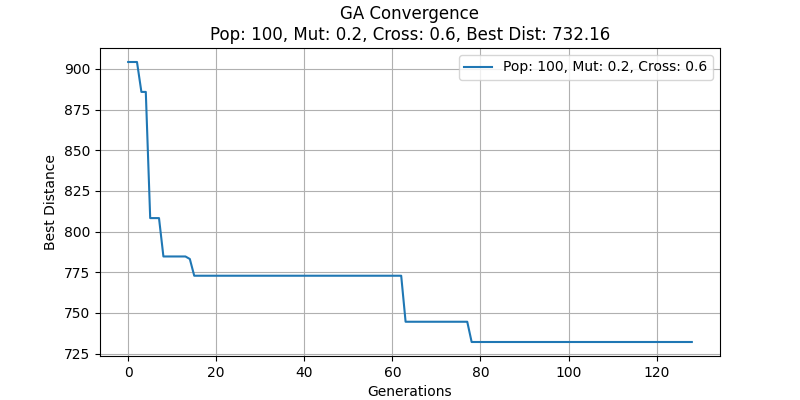 GA Convergence
Pop: 100, Mut: 0.2, Cross: 0.6, Best Dist: 732.16
Pop: 100, Mut: 0.2, Cross: 0.6
Best Distance
900
875
850
825
800
775
750
725
0 20 40 60 80 100 120
Generations